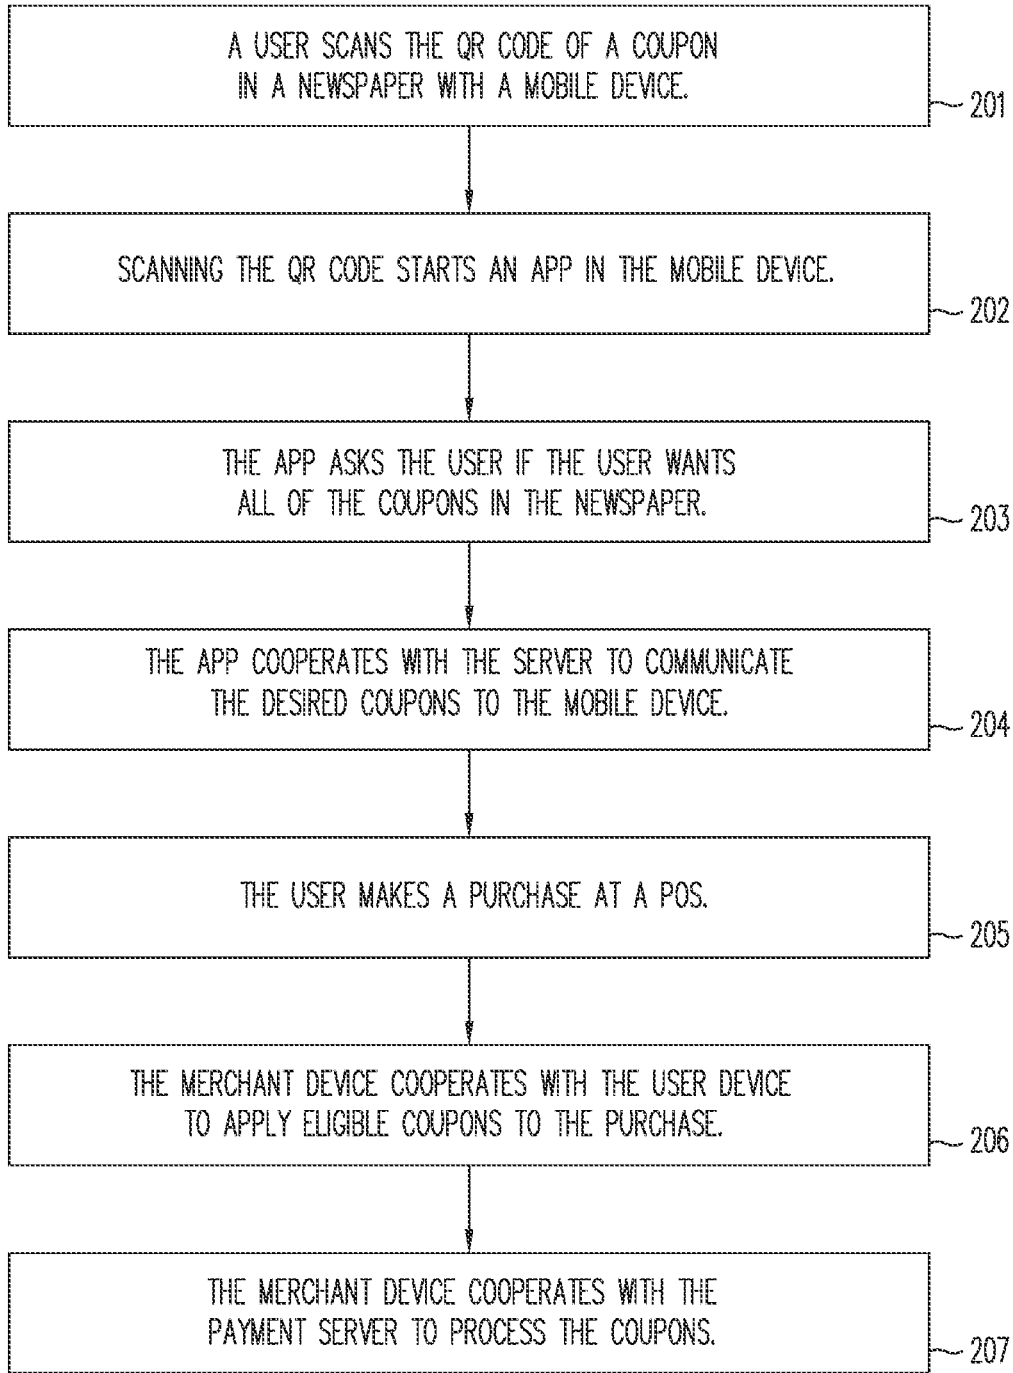 A USER SCANS THE QR CODE OF A COUPON
IN A NEWSPAPER WITH A MOBILE DEVICE.
201
SCANNING THE QR CODE STARTS AN APP IN THE MOBILE DEVICE.
202
THE APP ASKS THE USER IF THE USER WANTS
ALL OF THE COUPONS IN THE NEWSPAPER.
203
THE APP COOPERATES WITH THE SERVER TO COMMUNICATE
THE DESIRED COUPONS TO THE MOBILE DEVICE.
204
THE USER MAKES A PURCHASE AT A POS.
205
THE MERCHANT DEVICE COOPERATES WITH THE USER DEVICE
TO APPLY ELIGIBLE COUPONS TO THE PURCHASE.
206
THE MERCHANT DEVICE COOPERATES WITH THE
PAYMENT SERVER TO PROCESS THE COUPONS.
207